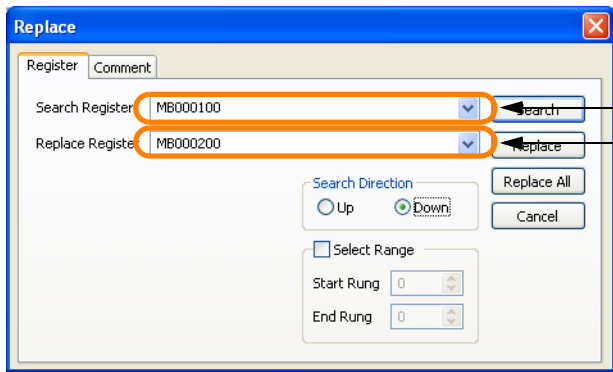 Replace
Register Comment
Search Register MB000100 Search
Replace Register MB000200 Replace
Search Direction Replace All
Up Down Cancel
Select Range
Start Rung 0
End Rung 0